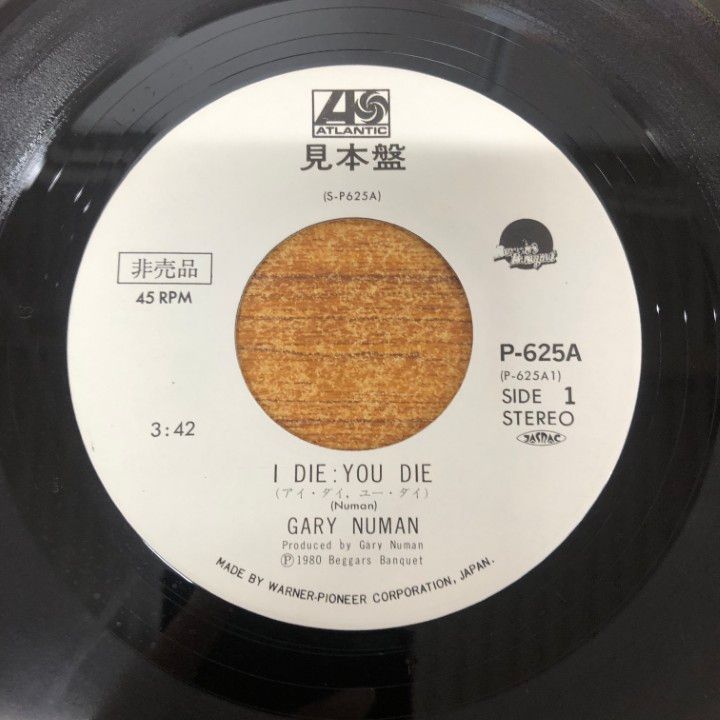 ATLANTIC
見本盤
(S-P625A)
非売品
45 RPM
P-625A
(P-625A1)
SIDE 1
STEREO
JASRAC
3:42
I DIE:YOU DIE
(アイ・ダイ,ユー・ダイ)
(Numan)
GARY NUMAN
Produced by Gary Numan
Ⓟ1980 Beggars Banquet
MADE BY WARNER-PIONEER CORPORATION, JAPAN.